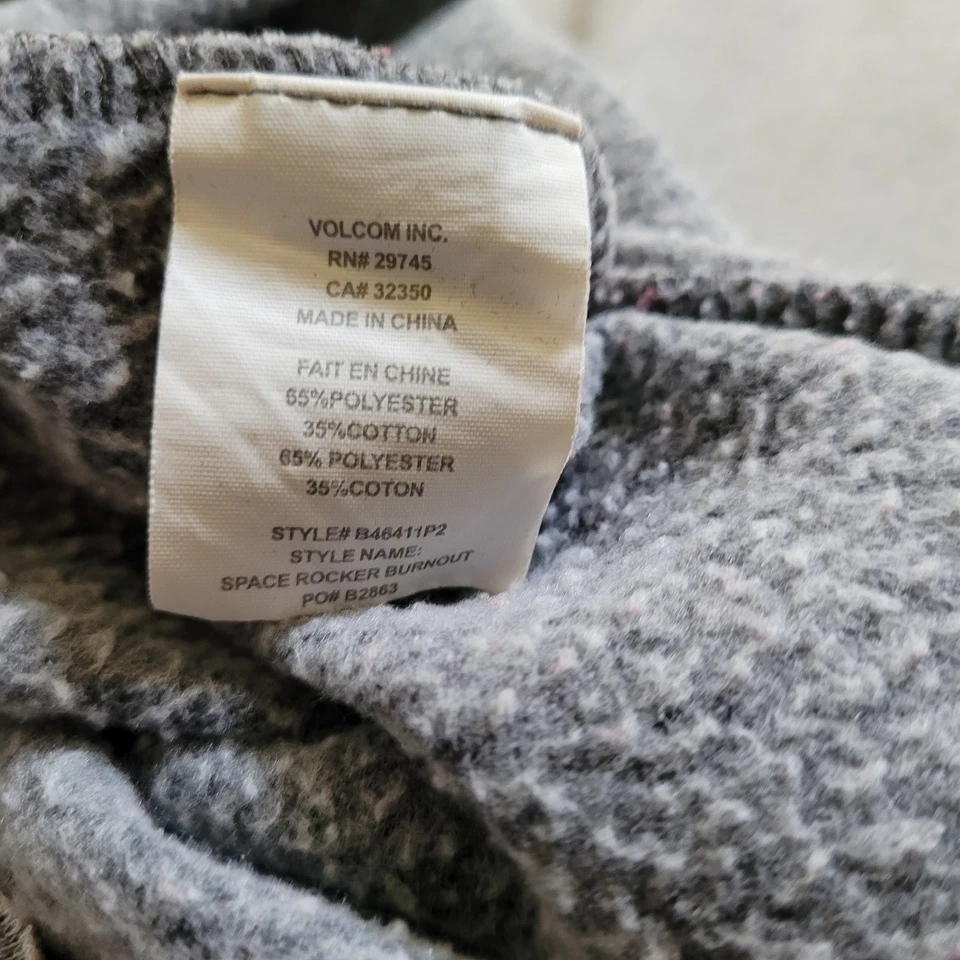 VOLCOM INC.
RN# 29745
CA# 32350
MADE IN CHINA
FAIT EN CHINE
65%POLYESTER
35%COTTON
65% POLYESTER
35%COTON
STYLE# B46411P2
STYLE NAME:
SPACE ROCKER BURNOUT
PO# B2863